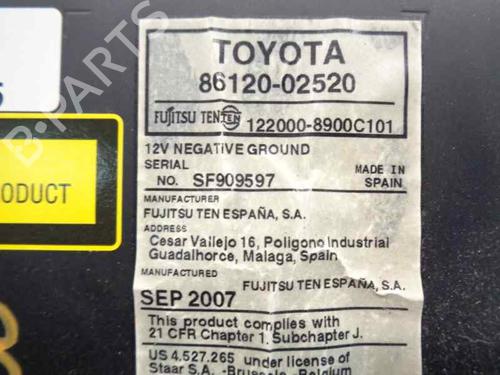 TOYOTA
86120-02520
FUJITSU TEN TEN 122000-8900C101
12V NEGATIVE GROUND
SERIAL
NO. SF909597
MADE IN
SPAIN
MANUFACTURER
FUJITSU TEN ESPAÑA, S.A.
ADDRESS
Cesar Vallejo 16, Poligono Industrial
Guadalhorce, Malaga, Spain
MANUFACTURED
FUJITSU TEN ESPAÑA, S.A.
SEP 2007
This product complies with
21 CFR Chapter 1. Subchapter J.
US 4.527.265 under license of
Staar S.A. -Brussels-Belgium
ODUCT
B-PARTS